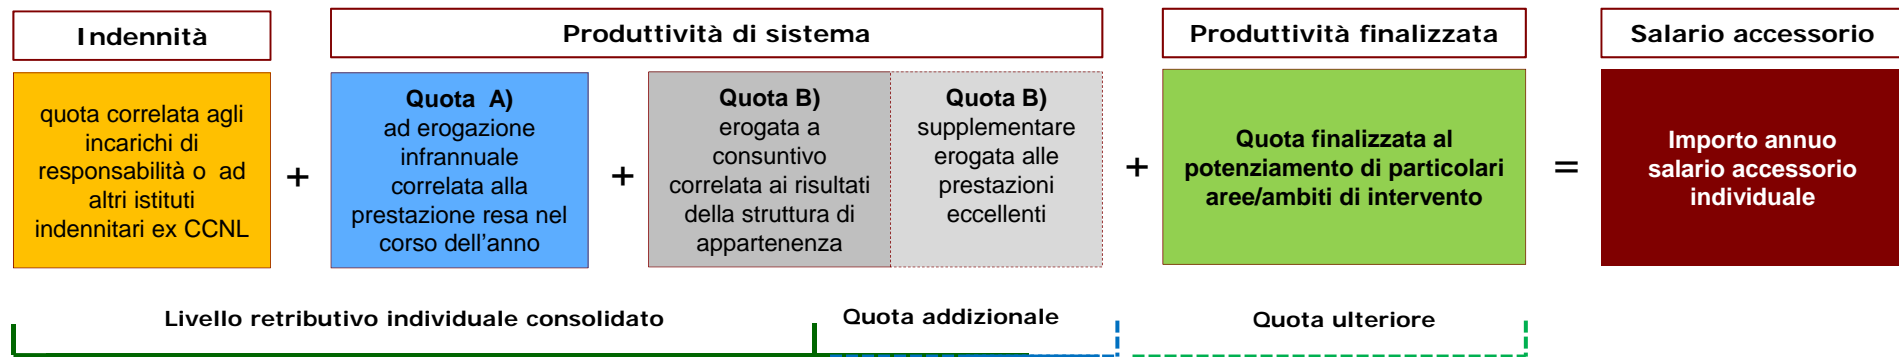 Indennità
Produttività di sistema
Produttività finalizzata
Salario accessorio
quota correlata agli
incarichi di
responsabilità o ad
altri istituti
indennitari ex CCNL
+
Quota A)
ad erogazione
infrannuale
correlata alla
prestazione resa nel
corso dell’anno
+
Quota B)
erogata a
consuntivo
correlata ai risultati
della struttura di
appartenenza
Quota B)
supplementare
erogata alle
prestazioni
eccellenti
+
Quota finalizzata al
potenziamento di particolari
aree/ambiti di intervento
=
Importo annuo
salario accessorio
individuale
Livello retributivo individuale consolidato
Quota addizionale
Quota ulteriore